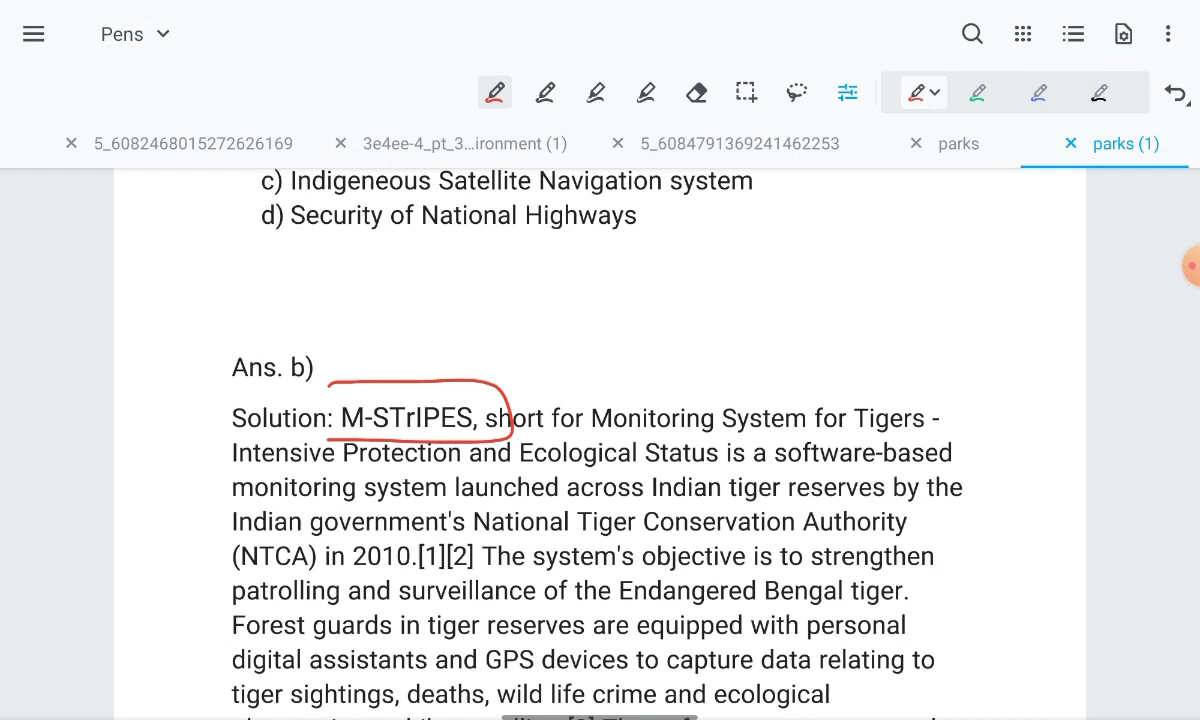 Pens
5_6082468015272626169
3e4ee-4_pt_3...ironment (1)
5_6084791369241462253
parks
parks (1)
c) Indigeneous Satellite Navigation system
d) Security of National Highways
Ans. b)
Solution: M-STrIPES, short for Monitoring System for Tigers -
Intensive Protection and Ecological Status is a software-based
monitoring system launched across Indian tiger reserves by the
Indian government's National Tiger Conservation Authority
(NTCA) in 2010.[1][2] The system's objective is to strengthen
patrolling and surveillance of the Endangered Bengal tiger.
Forest guards in tiger reserves are equipped with personal
digital assistants and GPS devices to capture data relating to
tiger sightings, deaths, wild life crime and ecological